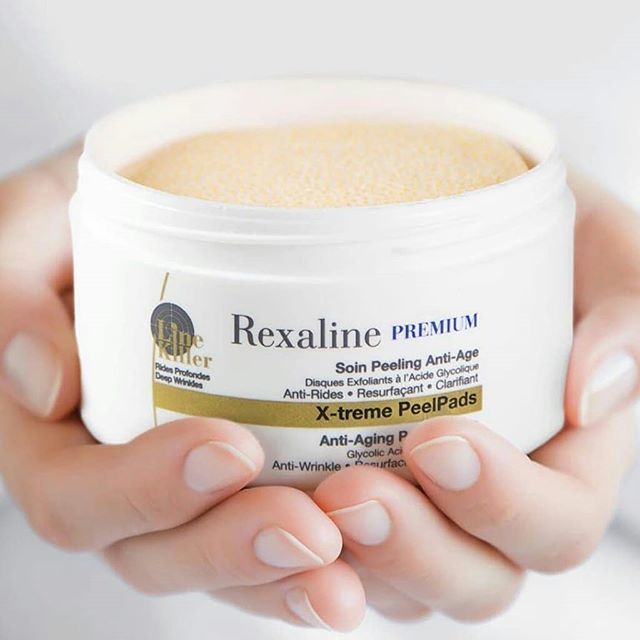 Line
Killer
Rides Profondes
Deep Wrinkles
Rexaline PREMIUM
Soin Peeling Anti-Age
Disques Exfoliants à l'Acide Glycolique
Anti-Rides • Resurfaçant • Clarifiant
X-treme PeelPads
Anti-Aging
Glycolic
Anti-Wrinkle •